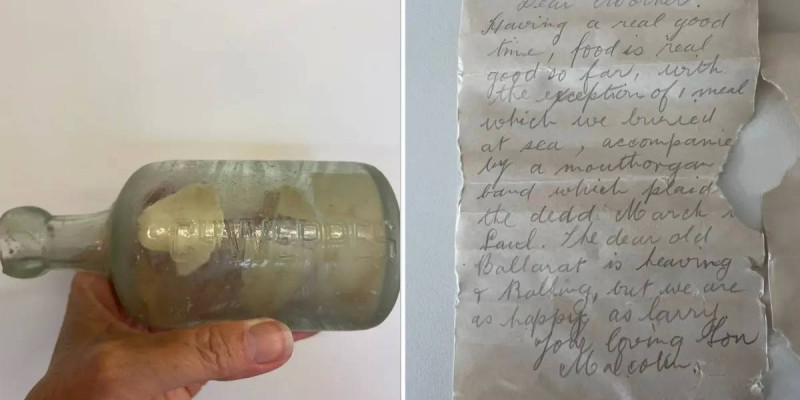 Dear Mother.
Having a real good
time, food is real
good so far, with
the exception of 1 meal
which we buried
at sea, accompanie
by a mouthorgan
band which plaid
the dedd March
Saul. The dear old
Ballarat is heaving
& Rolling, but we are
as happy as larry
Your loving Son
Malcolm.